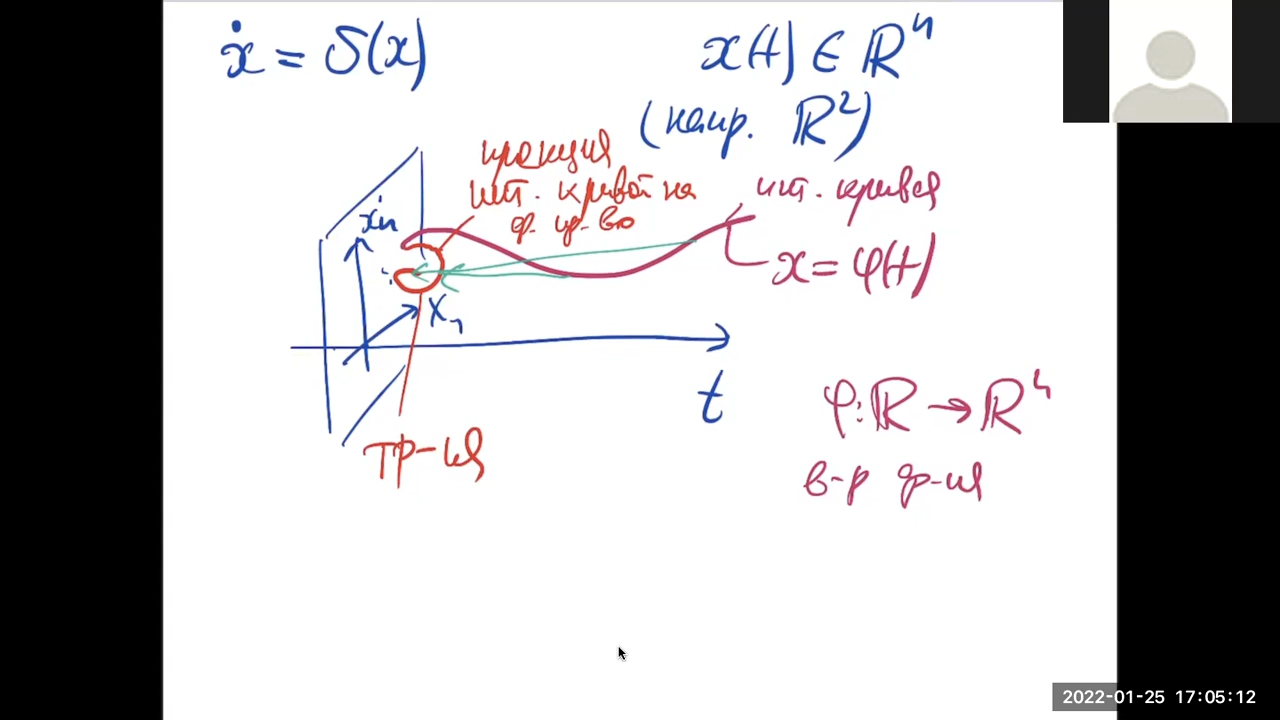 ẋ = f(x)
x(t) ∈ ℝⁿ
(напр. ℝ²)
проекция
инт. кривой на
ф. пр-во
инт. кривая
x = φ(t)
xₙ
⋮
x₁
t
тр-ия
φ: ℝ → ℝⁿ
в-р ф-ия
2022-01-25 17:05:12